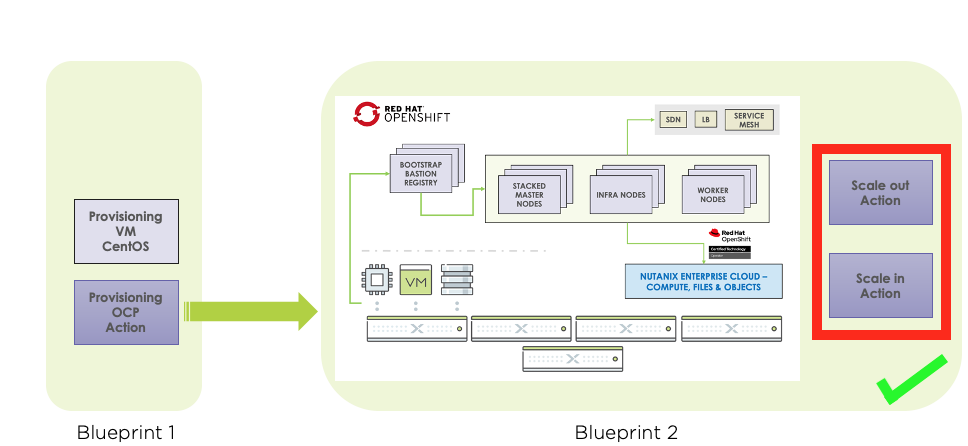 RED HAT
OPENSHIFT
SDN
LB
SERVICE
MESH
BOOTSTRAP
BASTION
REGISTRY
STACKED
MASTER
NODES
INFRA NODES
WORKER
NODES
Scale out
Action
Provisioning
VM
CentOS
Red Hat
OpenShift
Certified Technology
Operator
VM
NUTANIX ENTERPRISE CLOUD –
COMPUTE, FILES & OBJECTS
Scale in
Action
Provisioning
OCP
Action
Blueprint 1
Blueprint 2